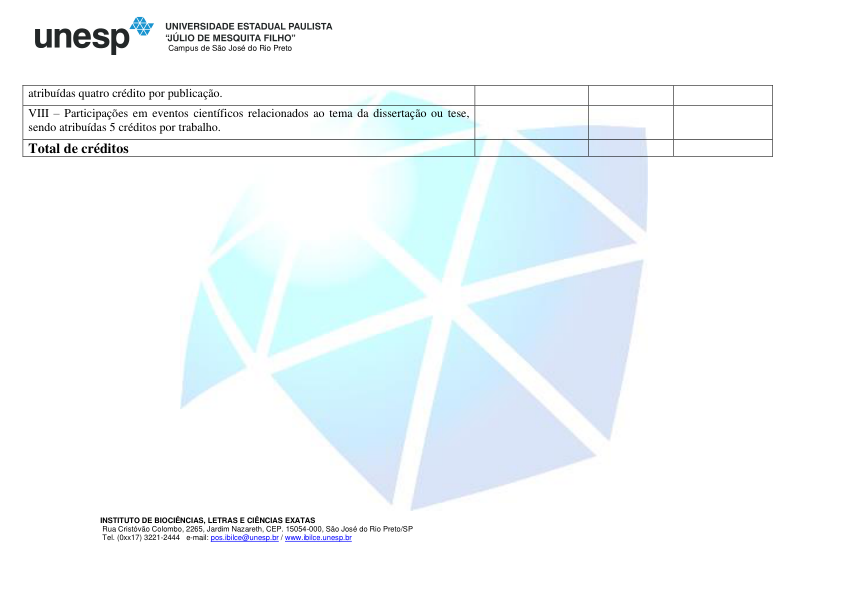 unesp
UNIVERSIDADE ESTADUAL PAULISTA
“JÚLIO DE MESQUITA FILHO”
Campus de São José do Rio Preto
atribuídas quatro crédito por publicação.
VIII – Participações em eventos científicos relacionados ao tema da dissertação ou tese,
sendo atribuídas 5 créditos por trabalho.
Total de créditos
INSTITUTO DE BIOCIÊNCIAS, LETRAS E CIÊNCIAS EXATAS
Rua Cristóvão Colombo, 2265, Jardim Nazareth, CEP. 15054-000, São José do Rio Preto/SP
Tel. (0xx17) 3221-2444 e-mail: pos.ibilce@unesp.br / www.ibilce.unesp.br